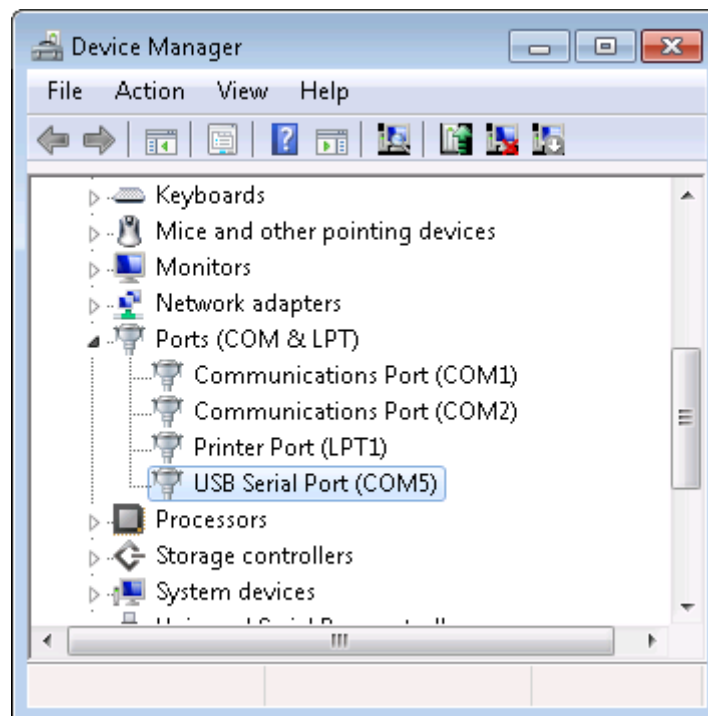 Device Manager
File Action View Help
Keyboards
Mice and other pointing devices
Monitors
Network adapters
Ports (COM & LPT)
Communications Port (COM1)
Communications Port (COM2)
Printer Port (LPT1)
USB Serial Port (COM5)
Processors
Storage controllers
System devices